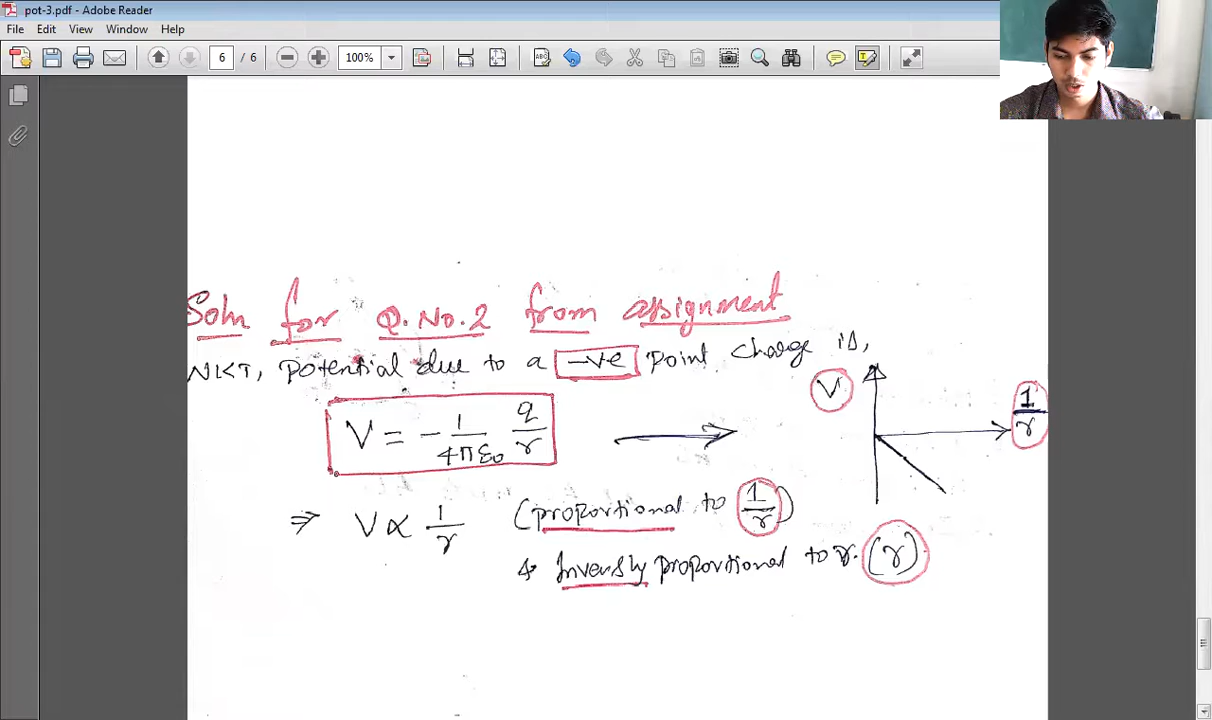 pot-3.pdf - Adobe Reader
File Edit View Window Help
6 / 6 100%
Soln for Q.No.2 from assignment
WKT, potential due to a -ve point charge is,
V = - 1/4πε0 q/r
V
1/r
⇒ V ∝ 1/r (proportional to 1/r)
& Inversly proportional to r. (r)